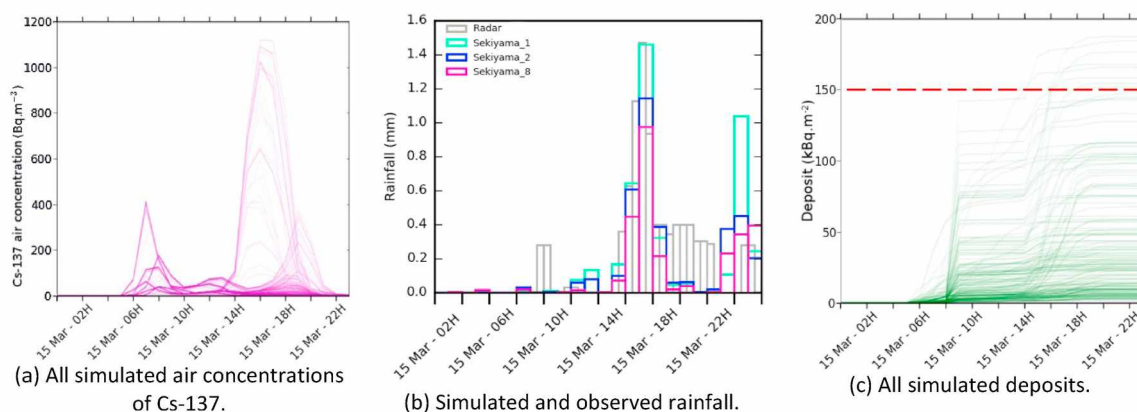 1200
1000
800
600
400
200
0
Cs-137 air concentration (Bq.m⁻³)
15 Mar - 02H
15 Mar - 06H
15 Mar - 10H
15 Mar - 14H
15 Mar - 18H
15 Mar - 22H
(a) All simulated air concentrations
of Cs-137.
1.6
1.4
1.2
1.0
0.8
0.6
0.4
0.2
0.0
Rainfall (mm)
Radar
Sekiyama_1
Sekiyama_2
Sekiyama_8
15 Mar - 02H
15 Mar - 06H
15 Mar - 10H
15 Mar - 14H
15 Mar - 18H
15 Mar - 22H
(b) Simulated and observed rainfall.
200
150
100
50
0
Deposit (kBq.m⁻²)
15 Mar - 02H
15 Mar - 06H
15 Mar - 10H
15 Mar - 14H
15 Mar - 18H
15 Mar - 22H
(c) All simulated deposits.